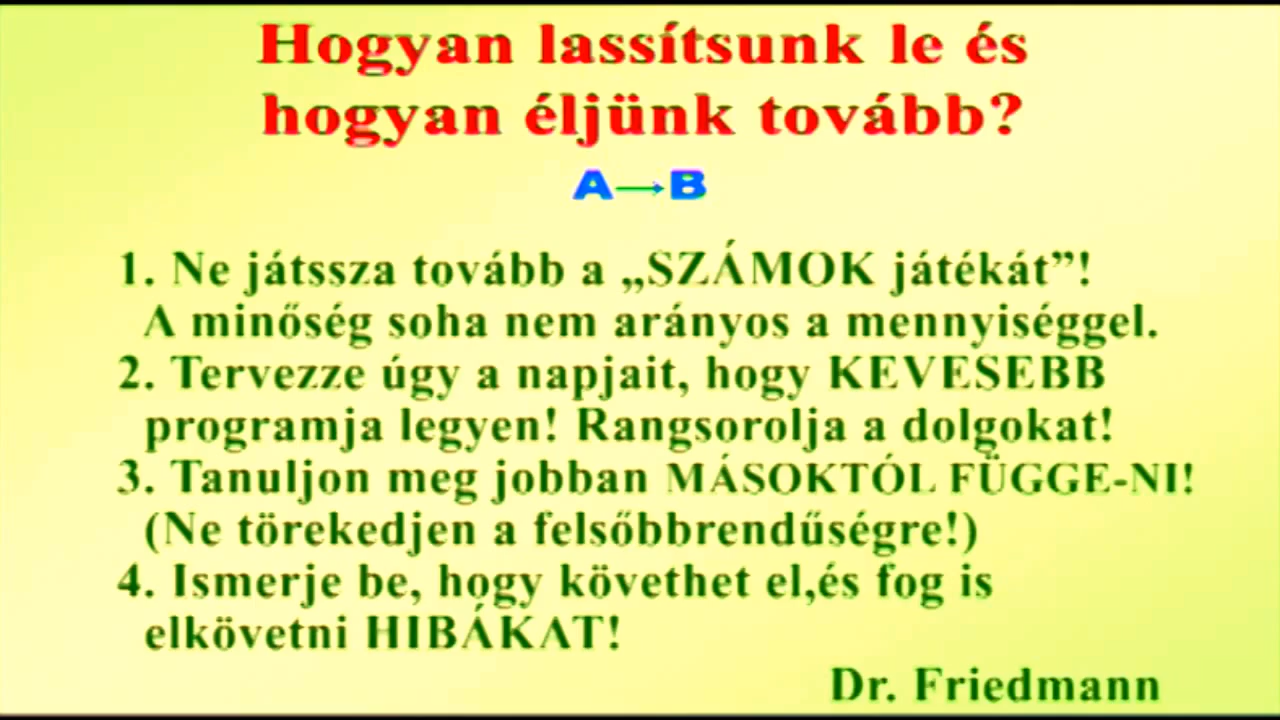 Hogyan lassítsunk le és
hogyan éljünk tovább?
A→B
1. Ne játssza tovább a „SZÁMOK játékát”!
A minőség soha nem arányos a mennyiséggel.
2. Tervezze úgy a napjait, hogy KEVESEBB
programja legyen! Rangsorolja a dolgokat!
3. Tanuljon meg jobban MÁSOKTÓL FÜGGE-NI!
(Ne törekedjen a felsőbbrendűségre!)
4. Ismerje be, hogy követhet el,és fog is
elkövetni HIBÁKAT!
Dr. Friedmann